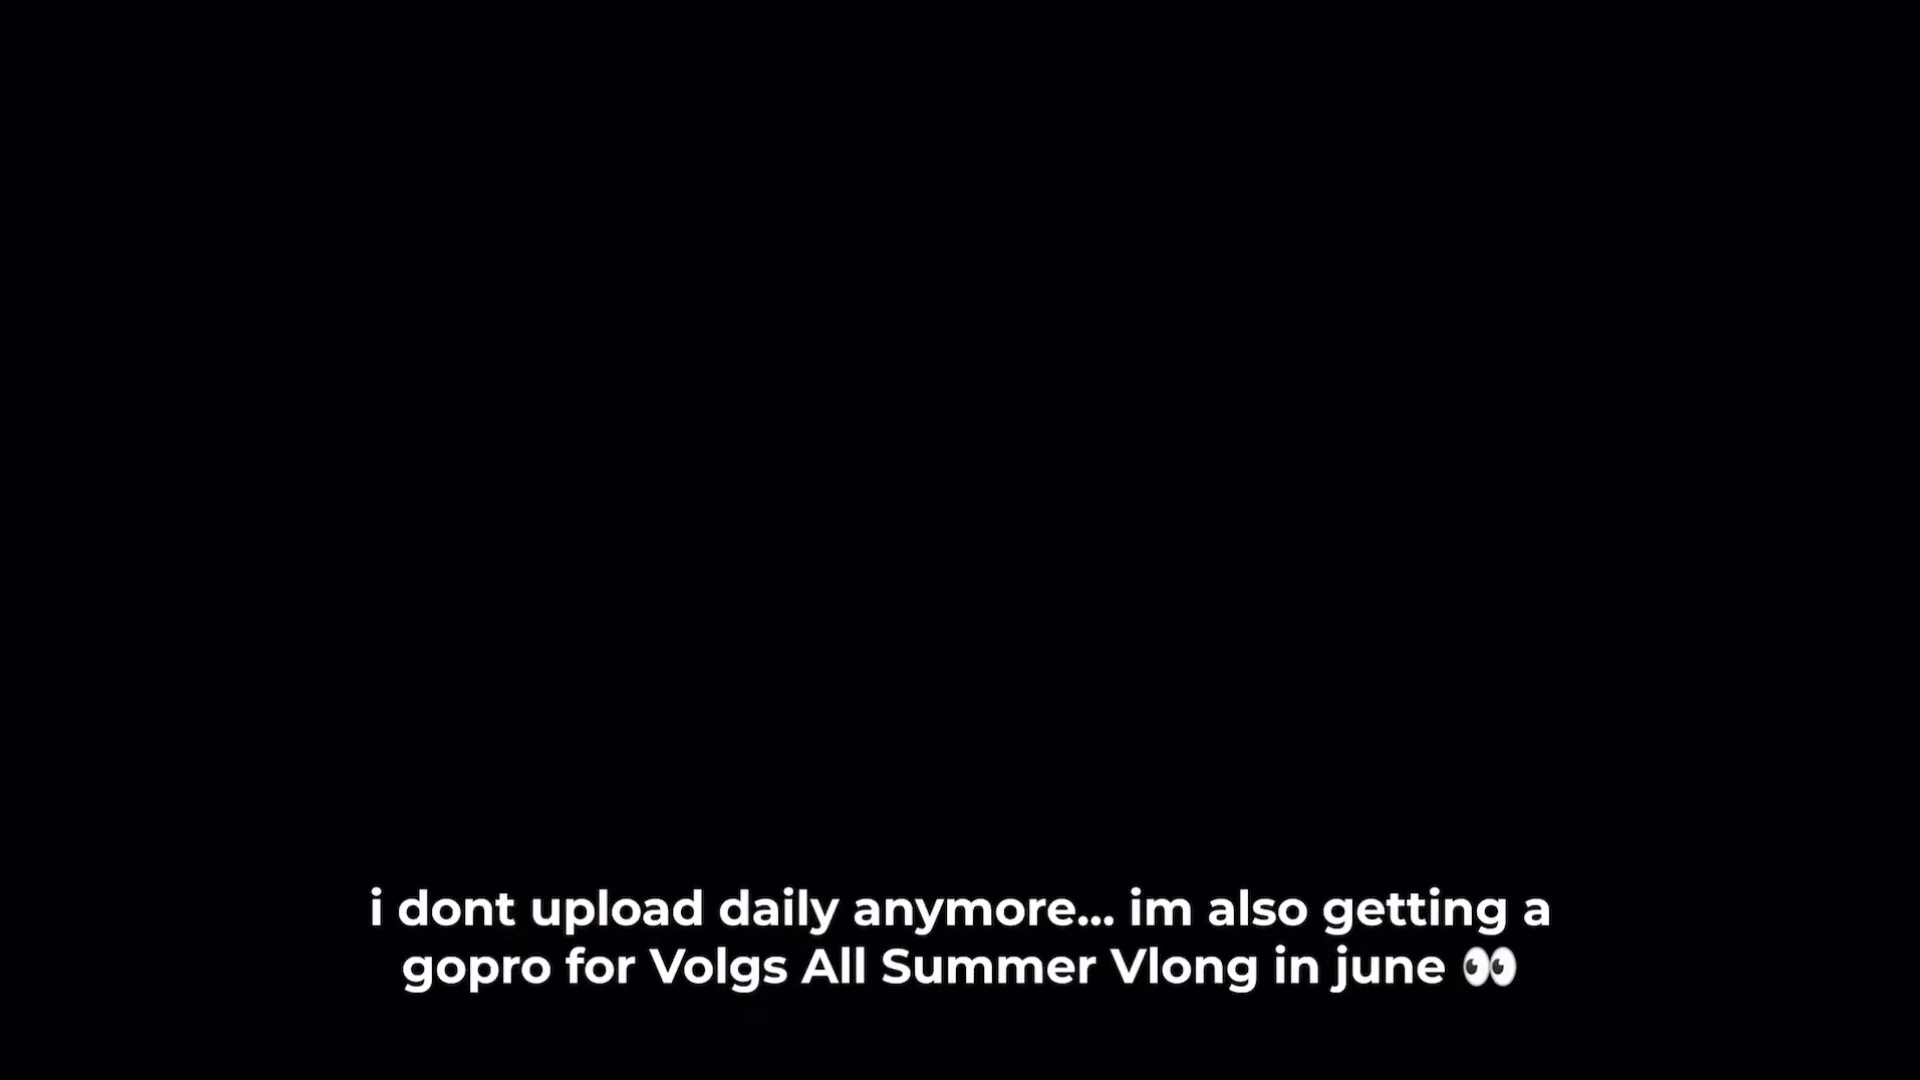 i dont upload daily anymore... im also getting a
gopro for Volgs All Summer Vlong in june 👀